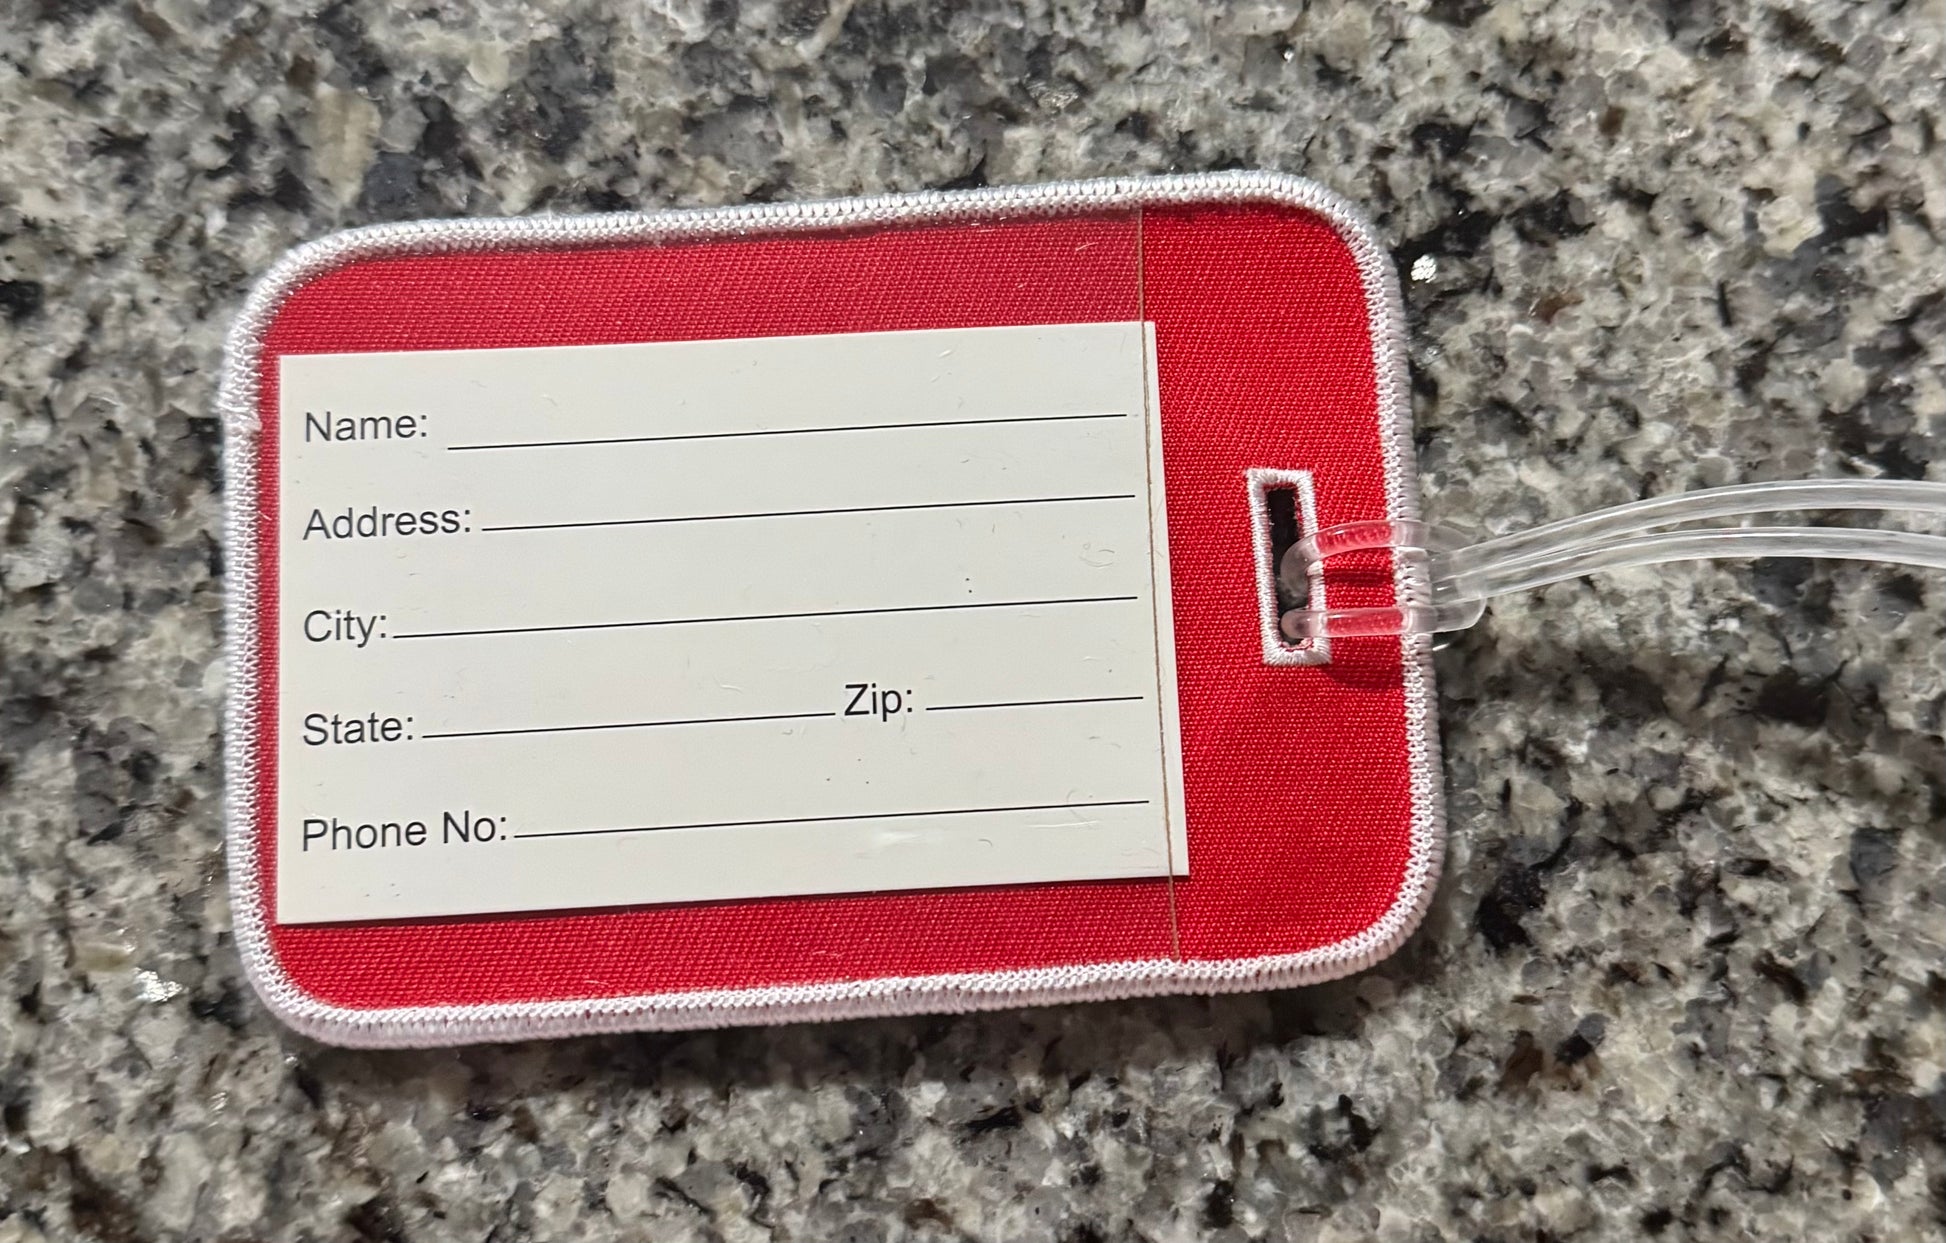 Name:
Address:
City:
State: Zip:
Phone No: